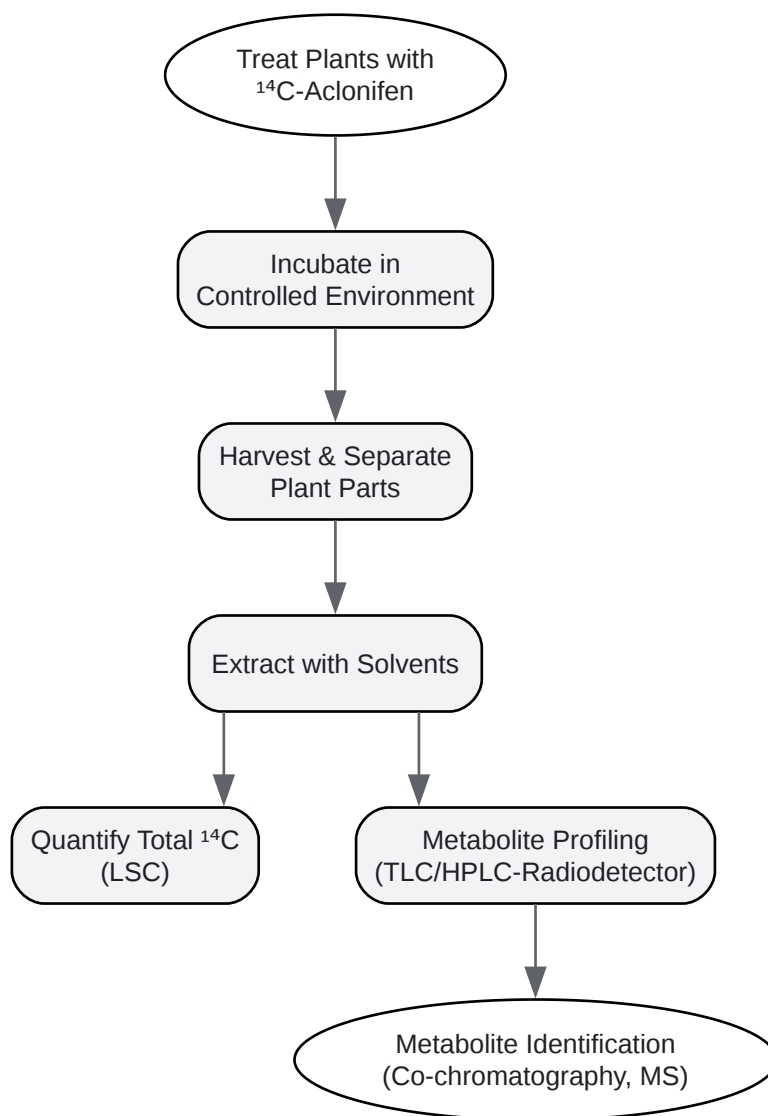 Treat Plants with
¹⁴C-Aclonifen
Incubate in
Controlled Environment
Harvest & Separate
Plant Parts
Extract with Solvents
Quantify Total ¹⁴C
(LSC)
Metabolite Profiling
(TLC/HPLC-Radiodetector)
Metabolite Identification
(Co-chromatography, MS)